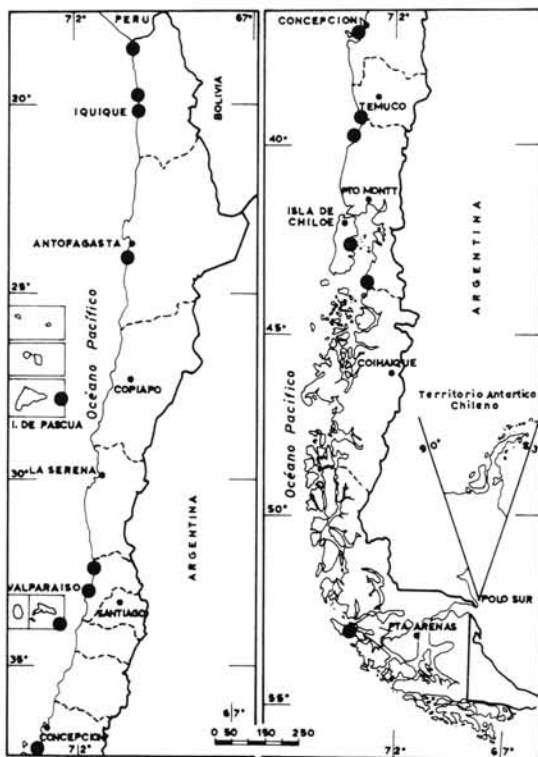 72°
67°
PERU
20°
IQUIQUE
BOLIVIA
ANTOFAGASTA
25°
Océano Pacífico
COPIAPO
I. DE PASCUA
LA SERENA
30°
ARGENTINA
VALPARAISO
SANTIAGO
35°
67°
CONCEPCION
72°
0 50 150 250
CONCEPCION
72°
TEMUCO
40°
PTO MONTT
ISLA DE
CHILOE
ARGENTINA
45°
COIHAIQUE
Océano Pacífico
Territorio Antartico
Chileno
90°
53°
50°
POLO SUR
PTA ARENAS
55°
72°
67°